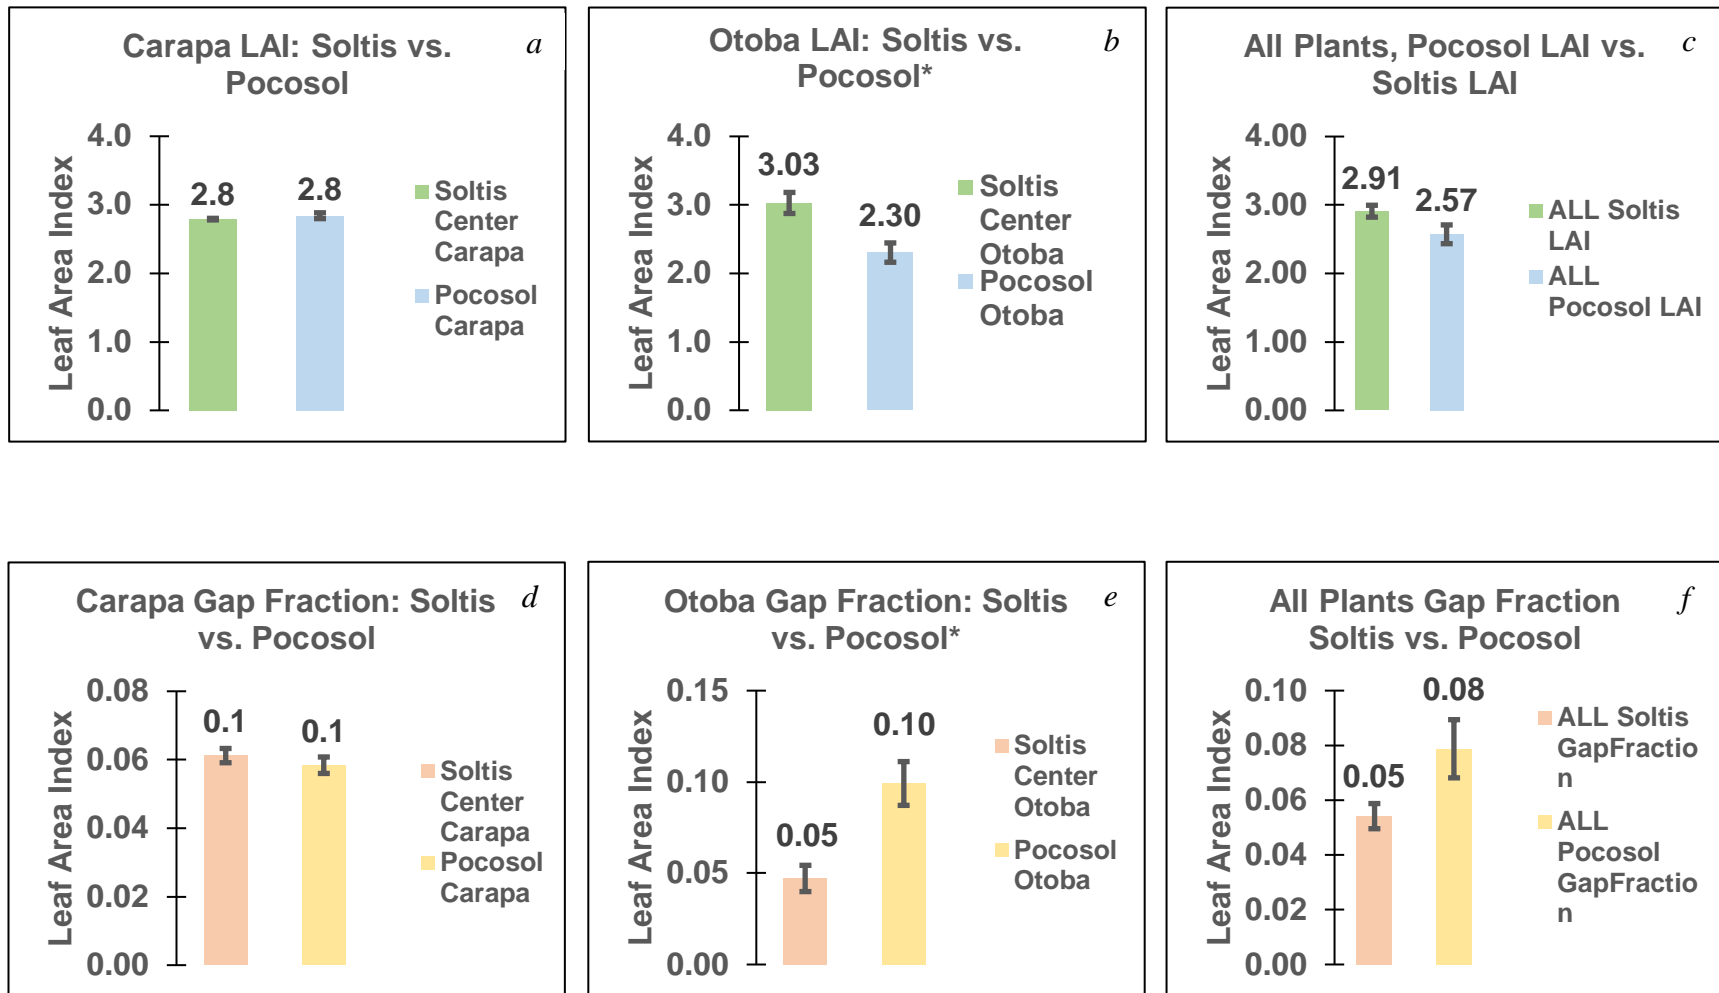 Carapa LAI: Soltis vs.
Pocosol
a
4.0
3.0
2.0
1.0
0.0
Leaf Area Index
2.8
2.8
Soltis
Center
Carapa
Pocosol
Carapa
Otoba LAI: Soltis vs.
Pocosol*
b
4.0
3.0
2.0
1.0
0.0
Leaf Area Index
3.03
2.30
Soltis
Center
Otoba
Pocosol
Otoba
All Plants, Pocosol LAI vs.
Soltis LAI
c
4.00
3.00
2.00
1.00
0.00
Leaf Area Index
2.91
2.57
ALL Soltis
LAI
ALL
Pocosol LAI
Carapa Gap Fraction: Soltis
vs. Pocosol
d
0.08
0.06
0.04
0.02
0.00
Leaf Area Index
0.1
0.1
Soltis
Center
Carapa
Pocosol
Carapa
Otoba Gap Fraction: Soltis
vs. Pocosol*
e
0.15
0.10
0.05
0.00
Leaf Area Index
0.05
0.10
Soltis
Center
Otoba
Pocosol
Otoba
All Plants Gap Fraction
Soltis vs. Pocosol
f
0.10
0.08
0.06
0.04
0.02
0.00
Leaf Area Index
0.05
0.08
ALL Soltis
GapFractio
n
ALL
Pocosol
GapFractio
n